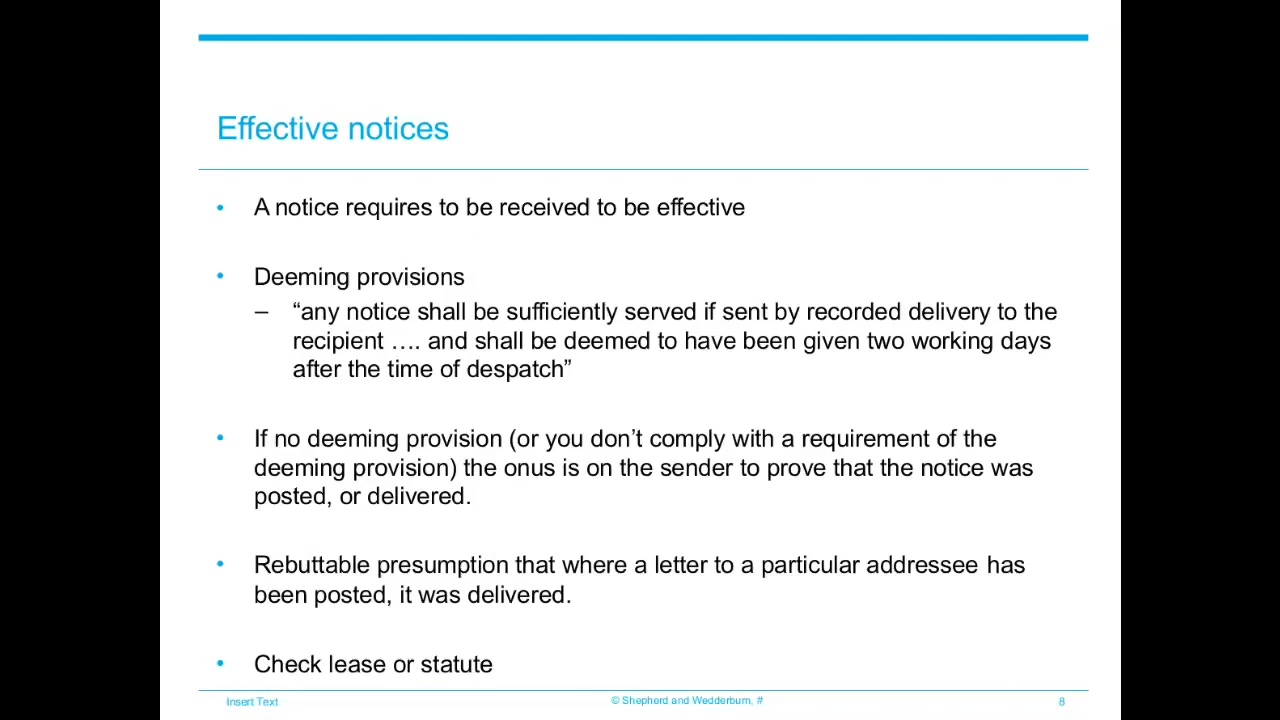 Effective notices
• A notice requires to be received to be effective
• Deeming provisions
– “any notice shall be sufficiently served if sent by recorded delivery to the
recipient …. and shall be deemed to have been given two working days
after the time of despatch”
• If no deeming provision (or you don’t comply with a requirement of the
deeming provision) the onus is on the sender to prove that the notice was
posted, or delivered.
• Rebuttable presumption that where a letter to a particular addressee has
been posted, it was delivered.
• Check lease or statute
Insert Text
© Shepherd and Wedderburn, #
8